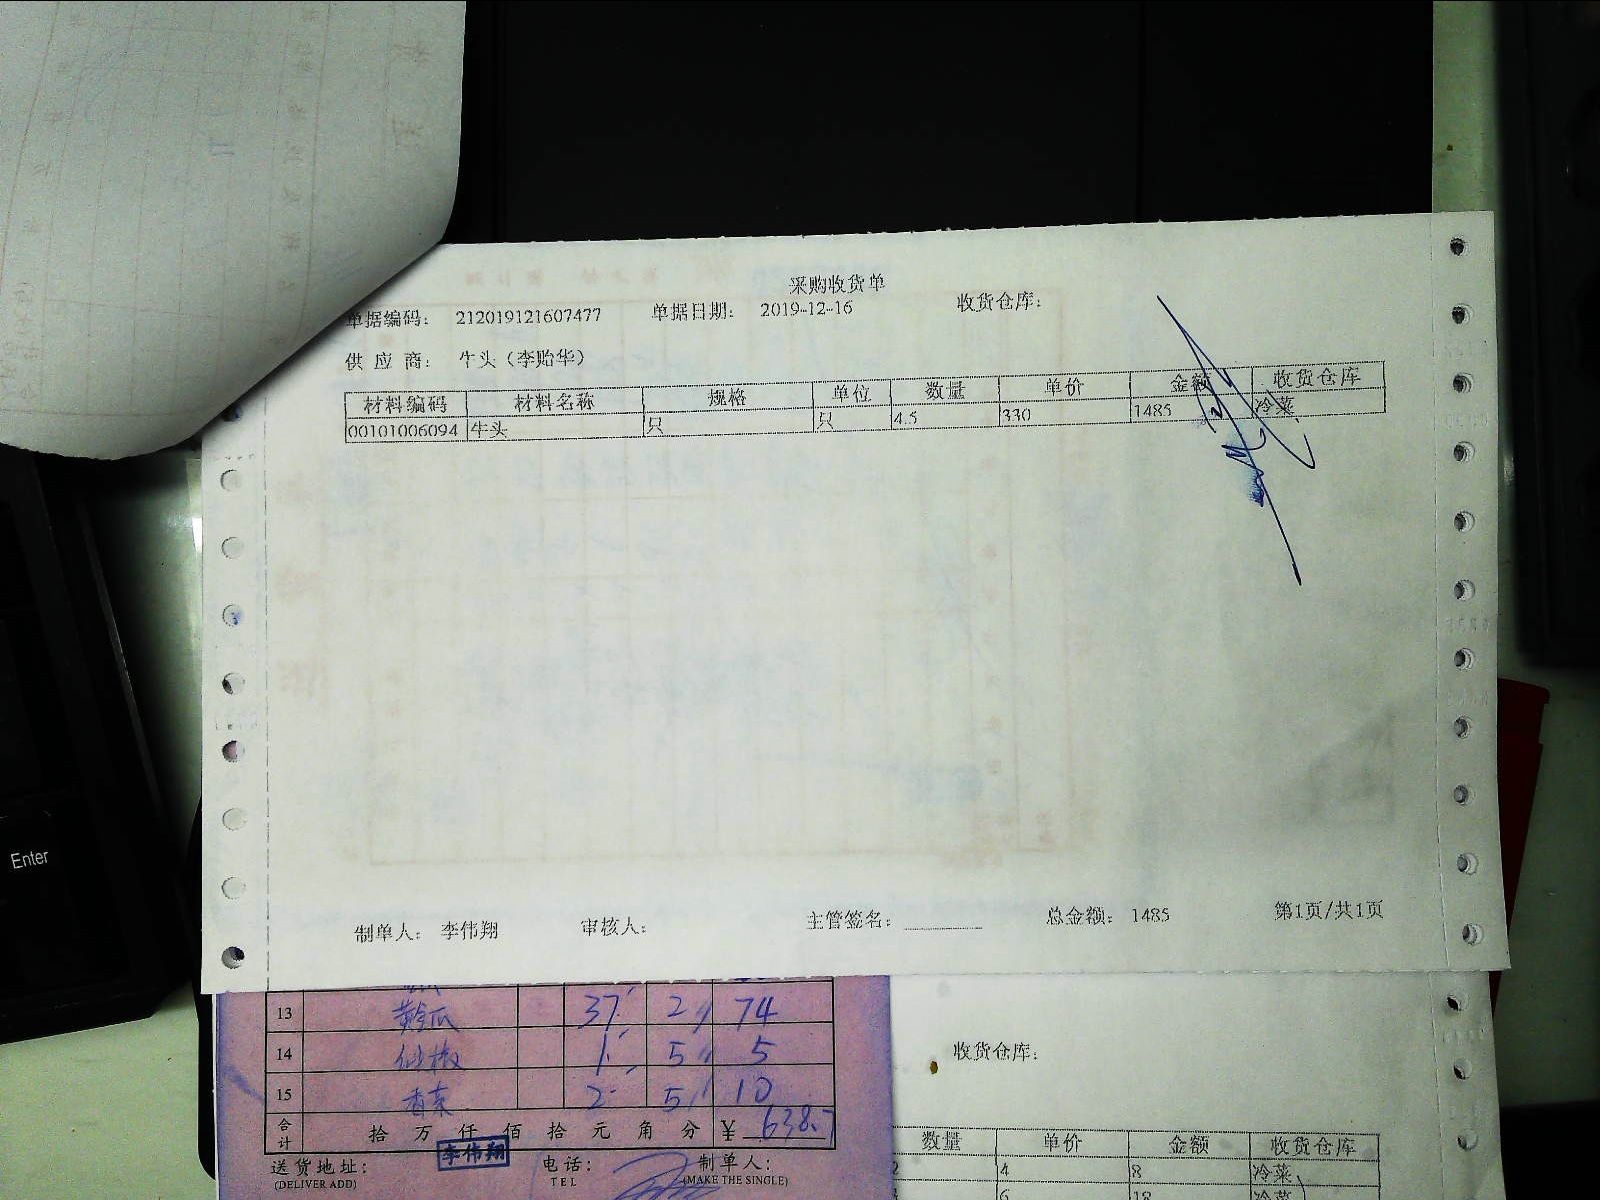 采购收货单
单据编码: 212019121607477 单据日期: 2019-12-16 收货仓库:
供 应 商: 牛头（李贻华）
材料编码 材料名称 规格 单位 数量 单价 金额 收货仓库
00101006094 牛头 只 只 4.5 330 1485 冷菜
制单人: 李伟翔 审核人: 主管签名: 总金额: 1485 第1页/共1页
Enter
13 黄瓜 37 2 74
14 5 5
15 香菜 2 5 10
合计 拾 万 仟 佰 拾 元 角 分 ¥ 638.7
李伟翔
送货地址: 电话: 制单人:
(DELIVER ADD) TEL (MAKE THE SINGLE)
收货仓库:
数量 单价 金额 收货仓库
2 4 8 冷菜
6 18 冷菜